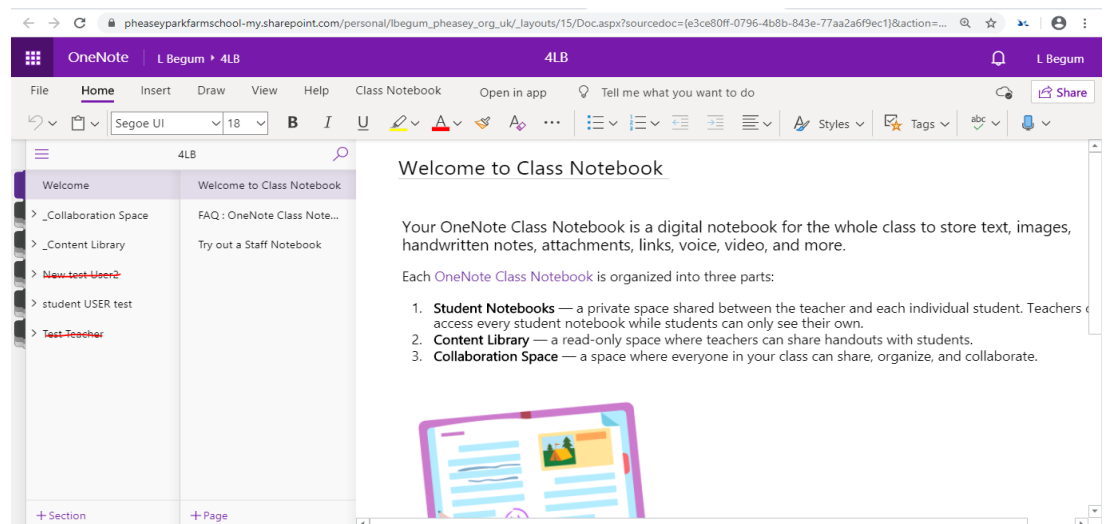 pheaseyparkfarmschool-my.sharepoint.com/personal/lbegum_pheasey_org_uk/_layouts/15/Doc.aspx?sourcedoc={e3ce80ff-0796-4b8b-843e-77aa2a6f9ec1}&action=...
OneNote L Begum 4LB 4LB L Begum
File Home Insert Draw View Help Class Notebook Open in app Tell me what you want to do Share
Segoe UI 18 B I U A A Styles Tags abc
4LB
Welcome
_Collaboration Space
_Content Library
New test User2
student USER test
Test Teacher
+ Section
Welcome to Class Notebook
FAQ : OneNote Class Note...
Try out a Staff Notebook
+ Page
Welcome to Class Notebook
Your OneNote Class Notebook is a digital notebook for the whole class to store text, images,
handwritten notes, attachments, links, voice, video, and more.
Each OneNote Class Notebook is organized into three parts:
1. Student Notebooks — a private space shared between the teacher and each individual student. Teachers
access every student notebook while students can only see their own.
2. Content Library — a read-only space where teachers can share handouts with students.
3. Collaboration Space — a space where everyone in your class can share, organize, and collaborate.